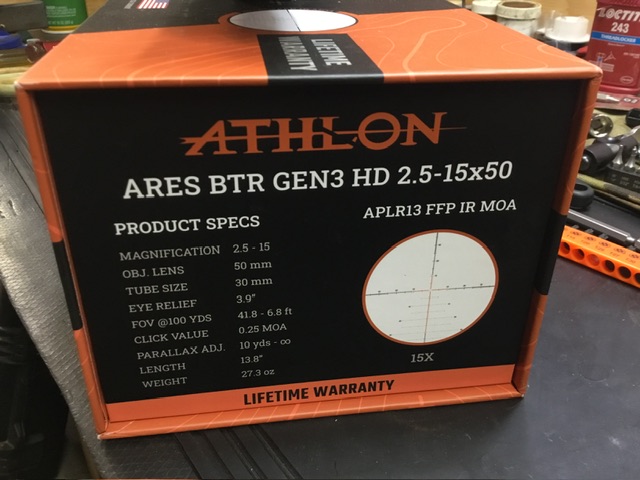 LIFETIME
WARRANTY
LOCTITE
243
THREADLOCKER
ATHLON
ARES BTR GEN3 HD 2.5-15x50
PRODUCT SPECS
MAGNIFICATION 2.5 - 15
OBJ. LENS 50 mm
TUBE SIZE 30 mm
EYE RELIEF 3.9"
FOV @100 YDS 41.8 - 6.8 ft
CLICK VALUE 0.25 MOA
PARALLAX ADJ. 10 yds - ∞
LENGTH 13.8"
WEIGHT 27.3 oz
APLR13 FFP IR MOA
15X
LIFETIME WARRANTY